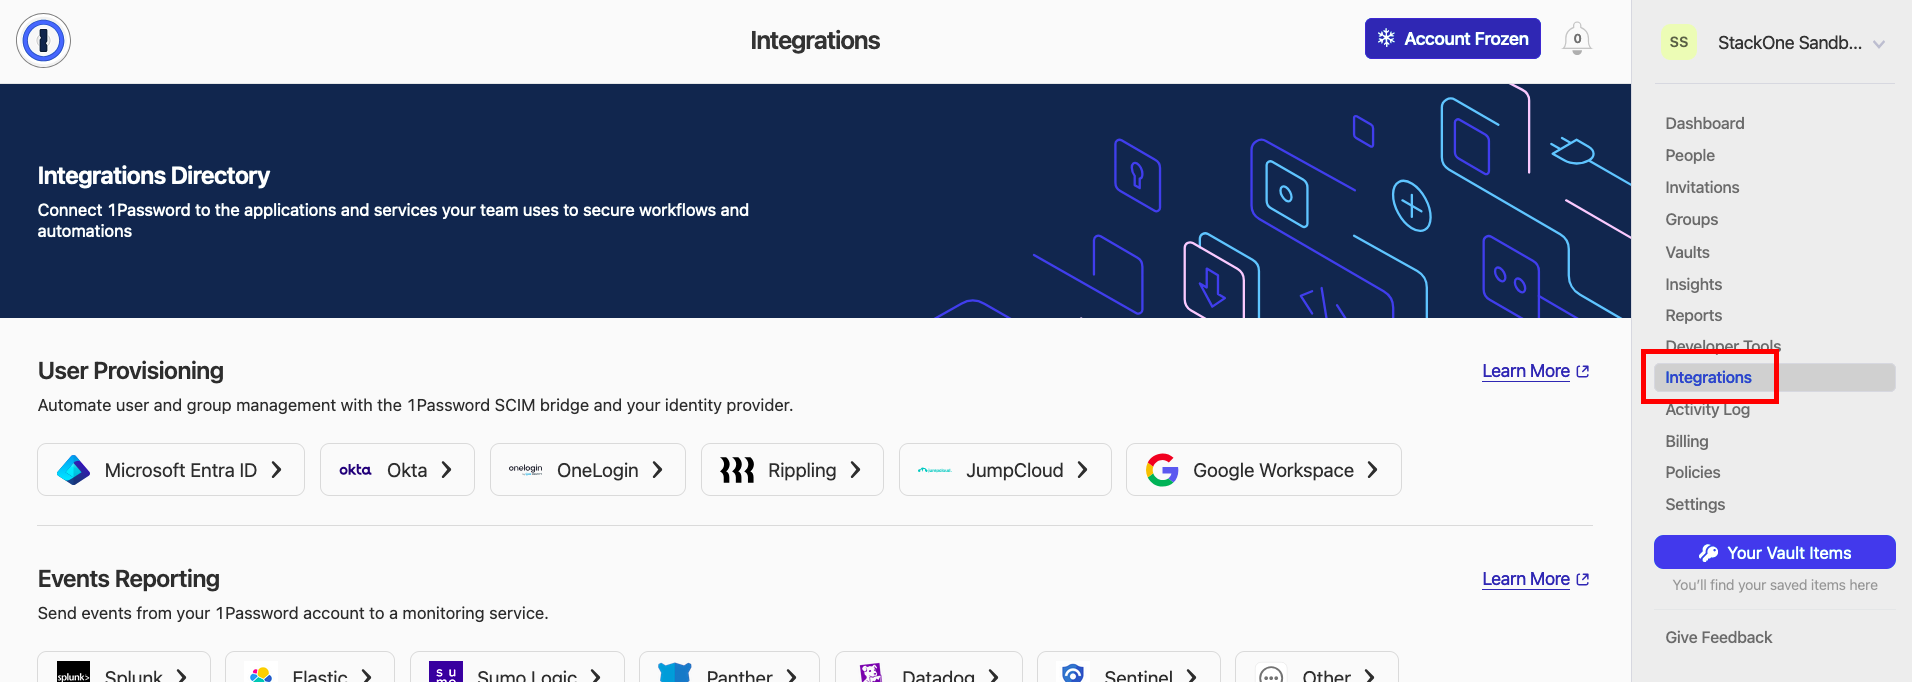 Integrations
Account Frozen
0
SS
StackOne Sandb...
Integrations Directory
Connect 1Password to the applications and services your team uses to secure workflows and
automations
User Provisioning
Learn More
Automate user and group management with the 1Password SCIM bridge and your identity provider.
Microsoft Entra ID
okta Okta
onelogin OneLogin
Rippling
jumpcloud JumpCloud
Google Workspace
Events Reporting
Learn More
Send events from your 1Password account to a monitoring service.
splunk> Splunk
Elastic
su
mo Sumo Logic
Panther
Datadog
Sentinel
Other
Dashboard
People
Invitations
Groups
Vaults
Insights
Reports
Developer Tools
Integrations
Activity Log
Billing
Policies
Settings
Your Vault Items
You'll find your saved items here
Give Feedback